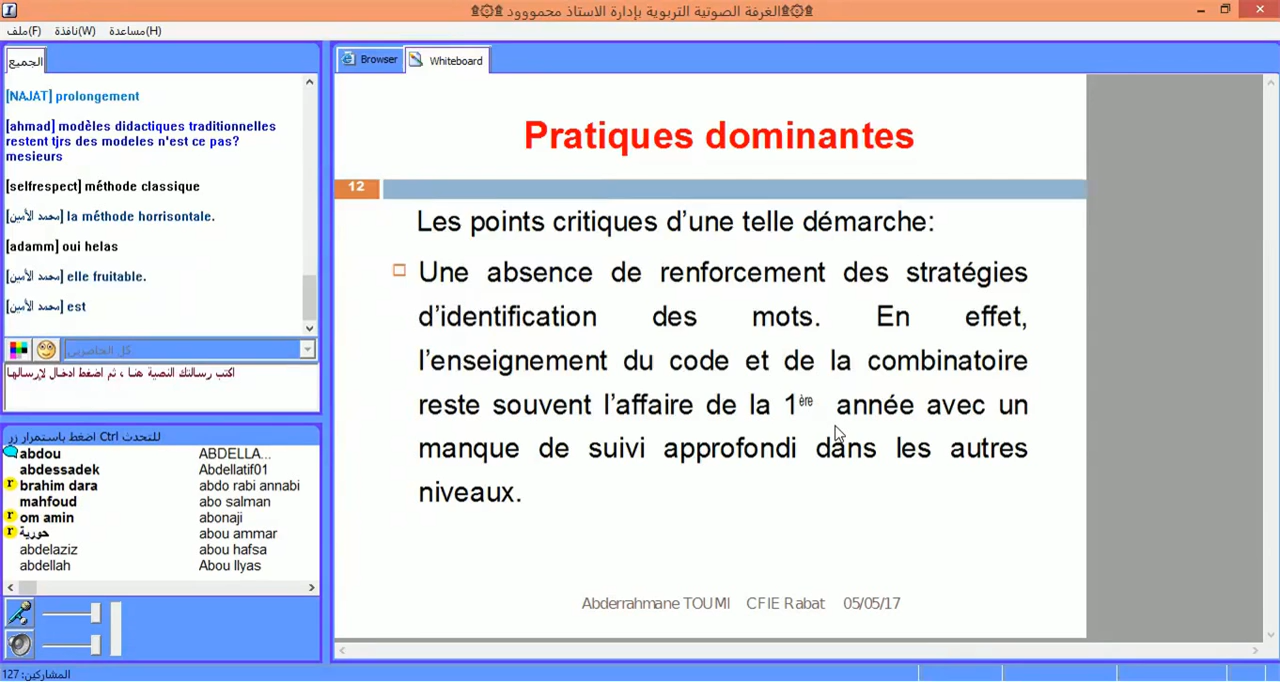 ۩۞۩الغرفة الصوتية التربوية بإدارة الاستاذ محمووود۩۞۩
ملف(F) نافذة(W) مساعدة(H)
الجميع
[NAJAT] prolongement
[ahmad] modèles didactiques traditionnelles
restent tjrs des modeles n'est ce pas?
mesieurs
[selfrespect] méthode classique
[محمد الأمين] la méthode horrisontale.
[adamm] oui helas
[محمد الأمين] elle fruitable.
[محمد الأمين] est
كل الحاضرين
اكتب رسالتك النصية هنا ، ثم اضغط ادخال لإرسالها
للتحدث Ctrl اضغط باستمرار زر
abdou ABDELLA...
abdessadek Abdellatif01
brahim dara abdo rabi annabi
mahfoud abo salman
om amin abonaji
حورية abou ammar
abdelaziz abou hafsa
abdellah Abou Ilyas
المشاركين: 127
Browser Whiteboard
Pratiques dominantes
12
Les points critiques d’une telle démarche:
Une absence de renforcement des stratégies
d’identification des mots. En effet,
l’enseignement du code et de la combinatoire
reste souvent l’affaire de la 1ère année avec un
manque de suivi approfondi dans les autres
niveaux.
Abderrahmane TOUMI CFIE Rabat 05/05/17